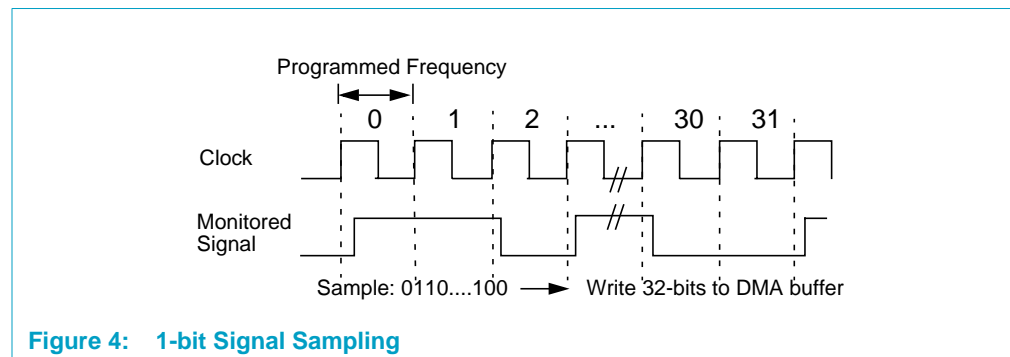 Programmed Frequency
0 1 2 ... 30 31
Clock
Monitored
Signal
Sample: 0110....100 Write 32-bits to DMA buffer
Figure 4: 1-bit Signal Sampling